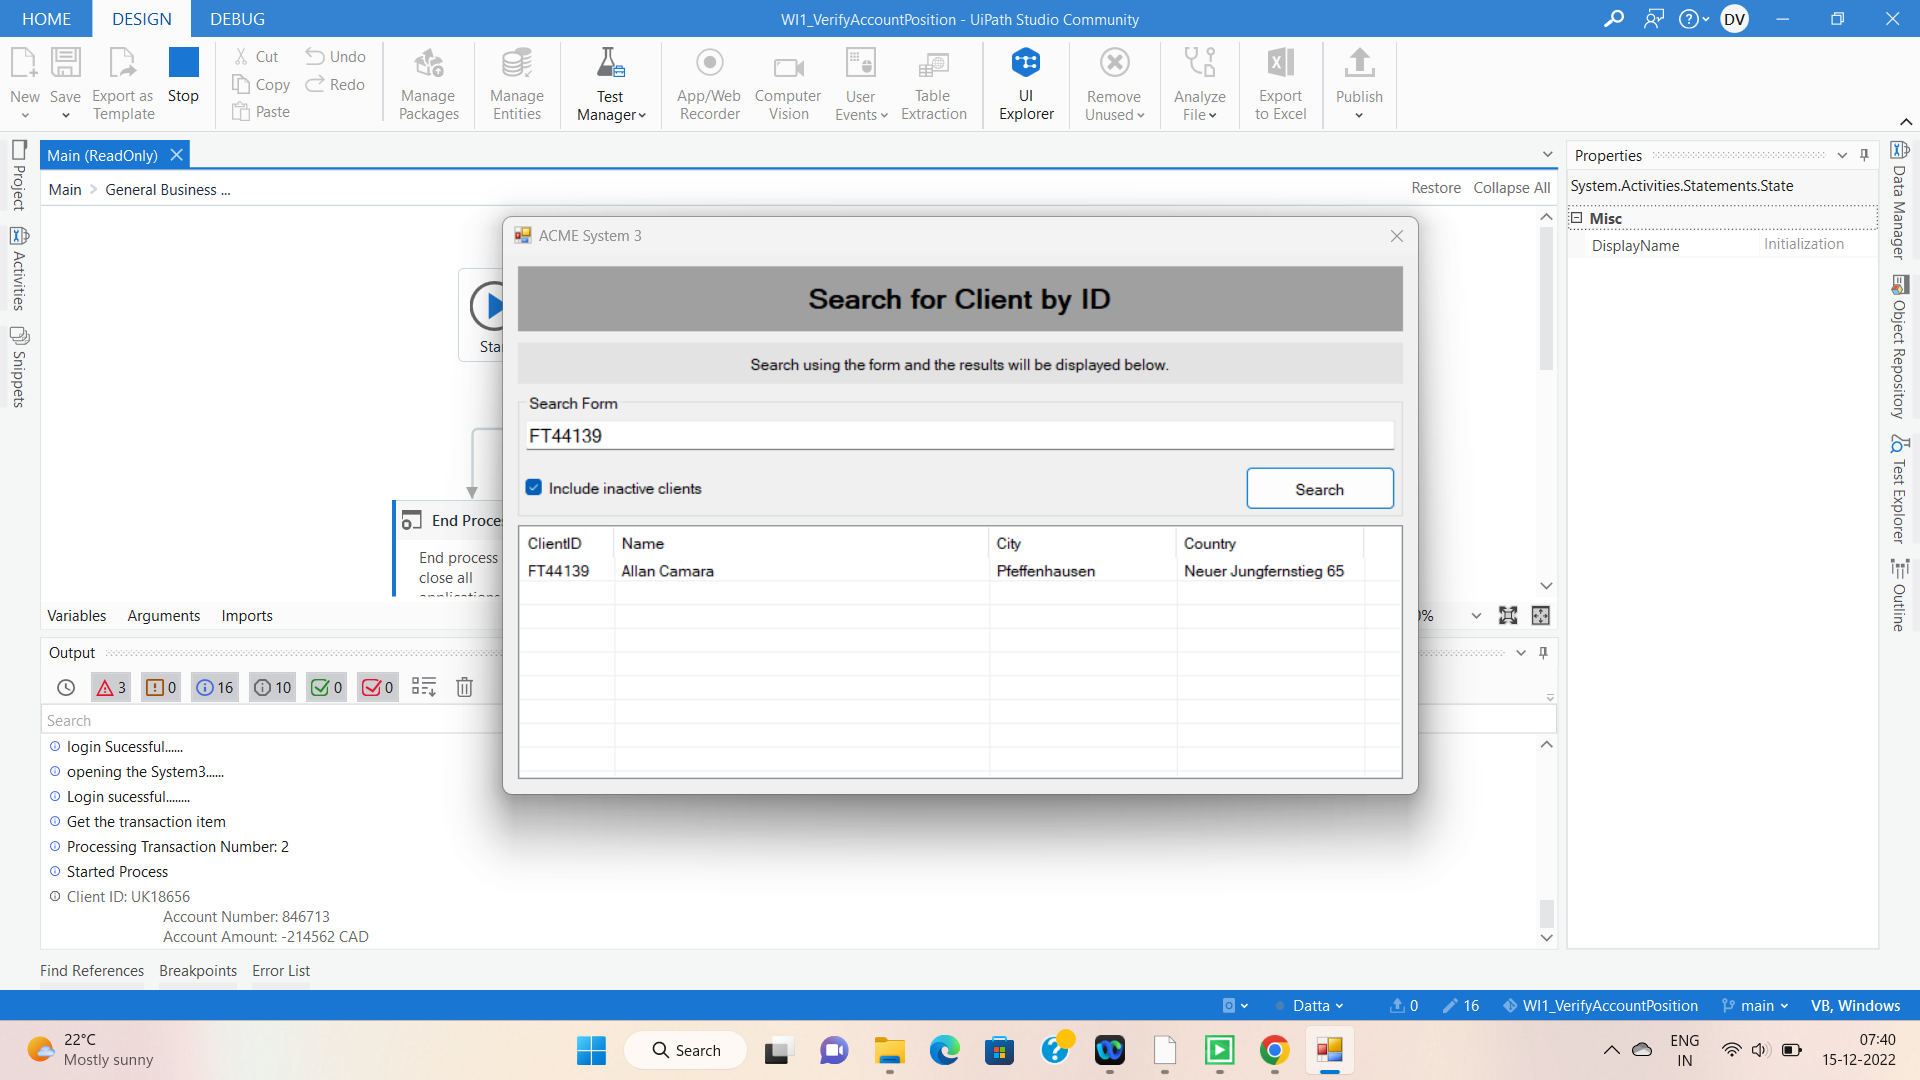 HOME DESIGN DEBUG
WI1_VerifyAccountPosition - UiPath Studio Community
DV
New
Save
Export as
Template
Stop
Cut
Copy
Paste
Undo
Redo
Manage
Packages
Manage
Entities
Test
Manager
App/Web
Recorder
Computer
Vision
User
Events
Table
Extraction
UI
Explorer
Remove
Unused
Analyze
File
Export
to Excel
Publish
Project
Activities
Snippets
Main (ReadOnly)
Main > General Business ...
Restore Collapse All
Star
End Proces
End process
close all
applications
Variables Arguments Imports
0%
ACME System 3
Search for Client by ID
Search using the form and the results will be displayed below.
Search Form
FT44139
Include inactive clients
Search
ClientID Name City Country
FT44139 Allan Camara Pfeffenhausen Neuer Jungfernstieg 65
Properties
System.Activities.Statements.State
Misc
DisplayName Initialization
Data Manager
Object Repository
Test Explorer
Outline
Output
3 0 16 10 0 0
Search
login Sucessful......
opening the System3......
Login sucessful........
Get the transaction item
Processing Transaction Number: 2
Started Process
Client ID: UK18656
Account Number: 846713
Account Amount: -214562 CAD
Find References Breakpoints Error List
Datta 0 16 WI1_VerifyAccountPosition main VB, Windows
22°C
Mostly sunny
Search
ENG
IN
07:40
15-12-2022